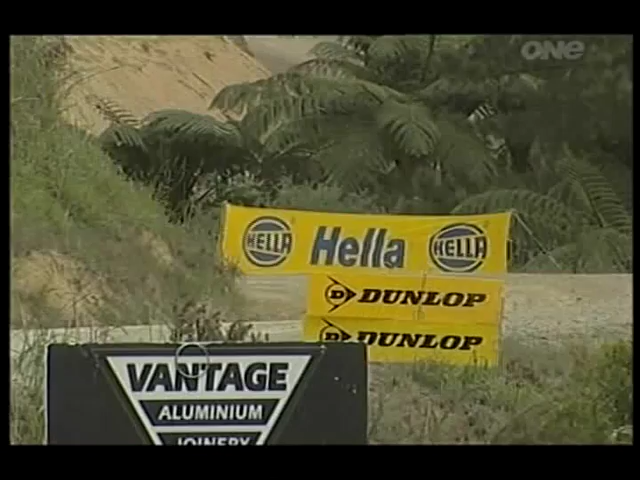 ONE
HELLA Hella HELLA
DUNLOP
DUNLOP
VANTAGE
ALUMINIUM
JOINERY